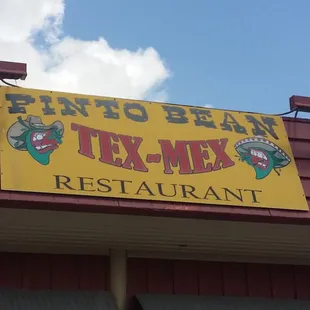 PINTO BEAN
TEX-MEX
RESTAURANT